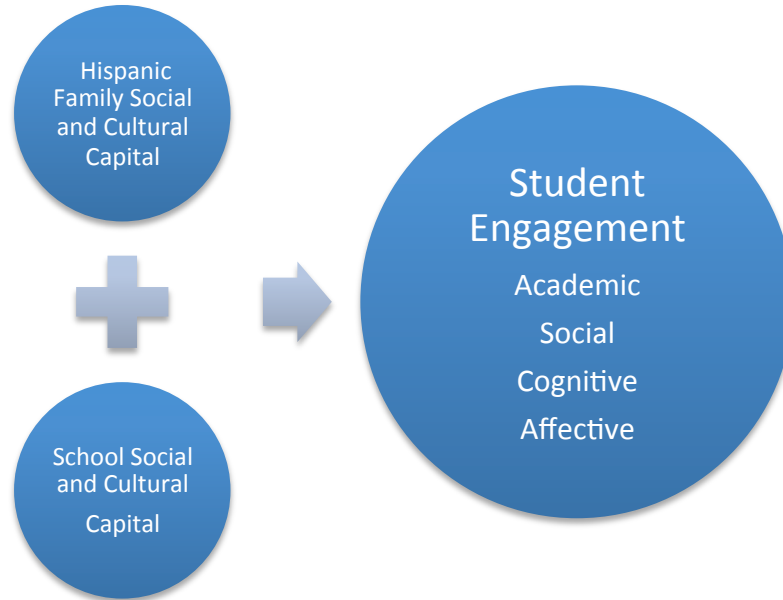 Hispanic
Family Social
and Cultural
Capital
School Social
and Cultural
Capital
Student
Engagement
Academic
Social
Cognitive
Affective